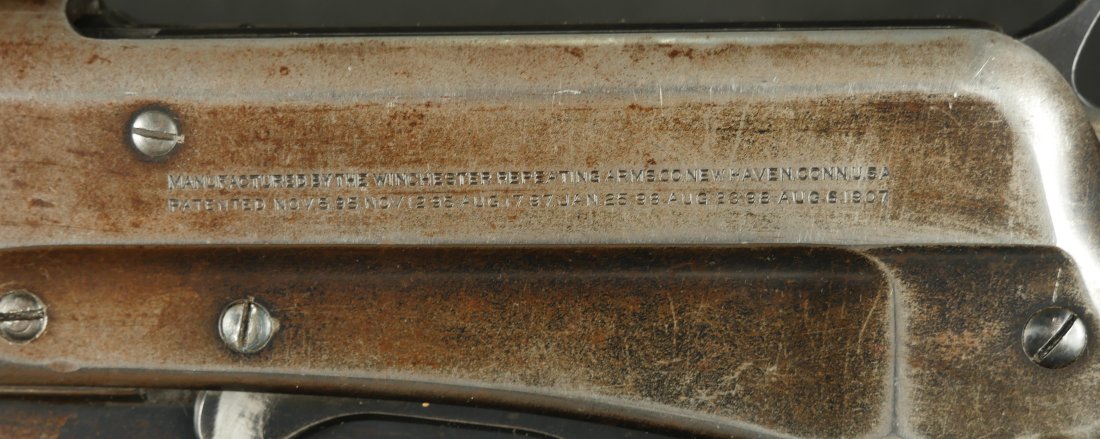 MANUFACTURED BY THE WINCHESTER REPEATING ARMS.CO.NEW HAVEN.CONN.U.S.A
PATENTED NOV.5.95.NOV.12.95.AUG.17.97.JAN.25.98.AUG.23.98.AUG.6.1907